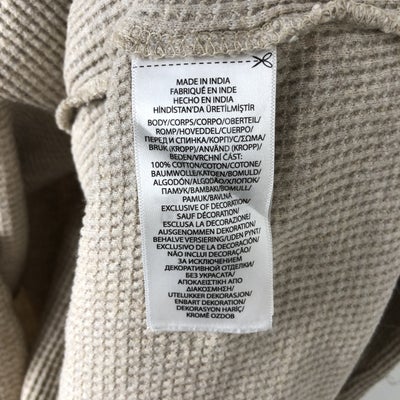 MADE IN INDIA
FABRIQUÉ EN INDE
HECHO EN INDIA
HİNDİSTAN'DA ÜRETİLMİŞTİR
BODY/CORPS/CORPO/OBERTEIL/
ROMP/HOVEDDEL/CUERPO/
ПЕРЕД И СПИНКА/КОРПУС/ΣΩΜΑ/
BRUK (KROPP)/ANVÄND (KROPP)/
BEDEN/VRCHNÍ ČÁST:
100% COTTON/COTON/COTONE/
BAUMWOLLE/KATOEN/BOMULD/
ALGODÓN/ALGODÃO/ХЛОПОК/
ПАМУК/ΒΑΜΒΑΚΙ/BOMULL/
PAMUK/BAVLNA
EXCLUSIVE OF DECORATION/
SAUF DÉCORATION/
ESCLUSA LA DECORAZIONE/
AUSGENOMMEN DEKORATION/
BEHALVE VERSIERING/UDEN PYNT/
EXCLUSIVO DE LA DECORACIÓN/
NÃO INCLUI DECORAÇÃO/
ЗА ИСКЛЮЧЕНИЕМ
ДЕКОРАТИВНОЙ ОТДЕЛКИ/
БЕЗ УКРАСАТА/
ΑΠΟΚΛΕΙΣΤΙΚΗ ΑΠΟ
ΔΙΑΚΟΣΜΗΣΗ/
UTELUKKER DEKORASJON/
ENBART DEKORATION/
DEKORASYON HARİÇ/
KROMĚ OZDOB